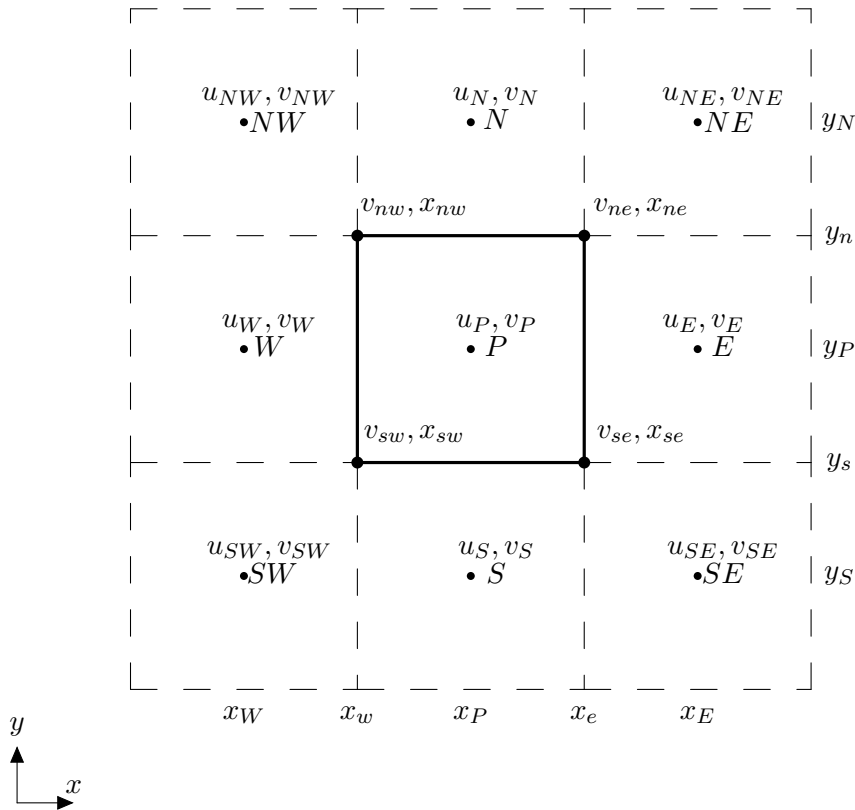 u_{NW}, v_{NW} u_N, v_N u_{NE}, v_{NE}
NW N NE y_N
v_{nw}, x_{nw} v_{ne}, x_{ne}
y_n
u_W, v_W u_P, v_P u_E, v_E
W P E y_P
v_{sw}, x_{sw} v_{se}, x_{se}
y_s
u_{SW}, v_{SW} u_S, v_S u_{SE}, v_{SE}
SW S SE y_S
x_W x_w x_P x_e x_E
y
x